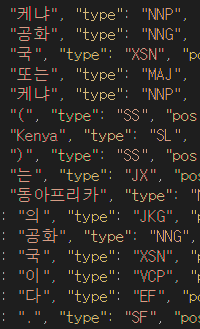 "케냐", "type": "NNP",
"공화", "type": "NNG",
"국", "type": "XSN", "po
"또는", "type": "MAJ",
"케냐", "type": "NNP",
"(", "type": "SS", "pos
"Kenya", "type": "SL",
")", "type": "SS", "pos
"는", "type": "JX", "pos
"동아프리카", "type": "N
: "의", "type": "JKG", "p
: "공화", "type": "NNG",
: "국", "type": "XSN", "p
: "이", "type": "VCP", "p
: "다", "type": "EF", "po
: ".", "type": "SF", "po